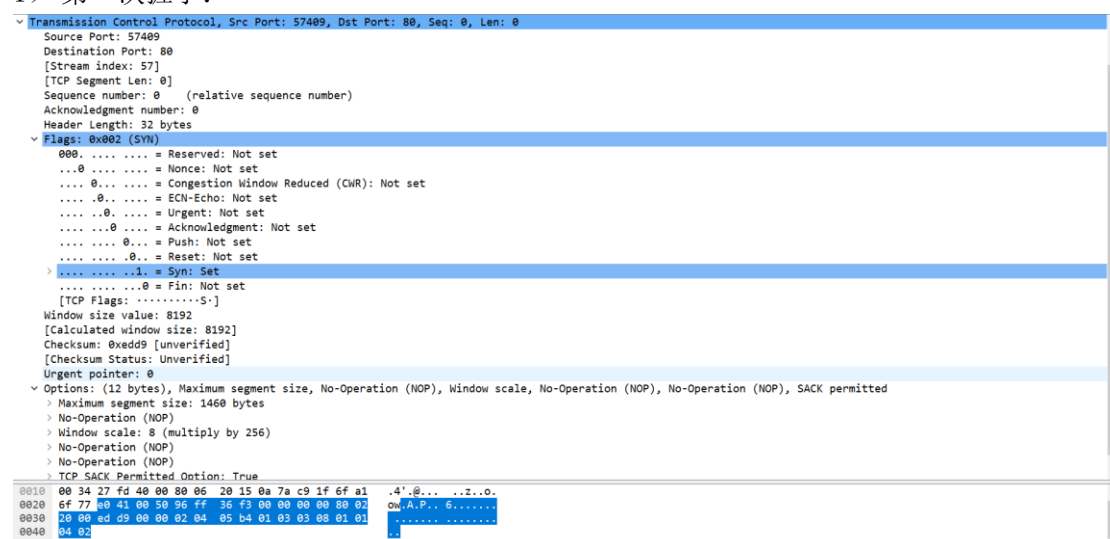 Transmission Control Protocol, Src Port: 57409, Dst Port: 80, Seq: 0, Len: 0
Source Port: 57409
Destination Port: 80
[Stream index: 57]
[TCP Segment Len: 0]
Sequence number: 0    (relative sequence number)
Acknowledgment number: 0
Header Length: 32 bytes
Flags: 0x002 (SYN)
000. .... .... = Reserved: Not set
...0 .... .... = Nonce: Not set
.... 0... .... = Congestion Window Reduced (CWR): Not set
.... .0.. .... = ECN-Echo: Not set
.... ..0. .... = Urgent: Not set
.... ...0 .... = Acknowledgment: Not set
.... .... 0... = Push: Not set
.... .... .0.. = Reset: Not set
.... .... ..1. = Syn: Set
.... .... ...0 = Fin: Not set
[TCP Flags: ··········S·]
Window size value: 8192
[Calculated window size: 8192]
Checksum: 0xedd9 [unverified]
[Checksum Status: Unverified]
Urgent pointer: 0
Options: (12 bytes), Maximum segment size, No-Operation (NOP), Window scale, No-Operation (NOP), No-Operation (NOP), SACK permitted
Maximum segment size: 1460 bytes
No-Operation (NOP)
Window scale: 8 (multiply by 256)
No-Operation (NOP)
No-Operation (NOP)
TCP SACK Permitted Option: True
0010  00 34 27 fd 40 00 80 06  20 15 0a 7a c9 1f 6f a1   .4'.@... ..z..o.
0020  6f 77 e0 41 00 50 96 ff  36 f3 00 00 00 00 80 02   ow.A.P.. 6.......
0030  20 00 ed d9 00 00 02 04  05 b4 01 03 03 08 01 01   ....... ........
0040  04 02   ..